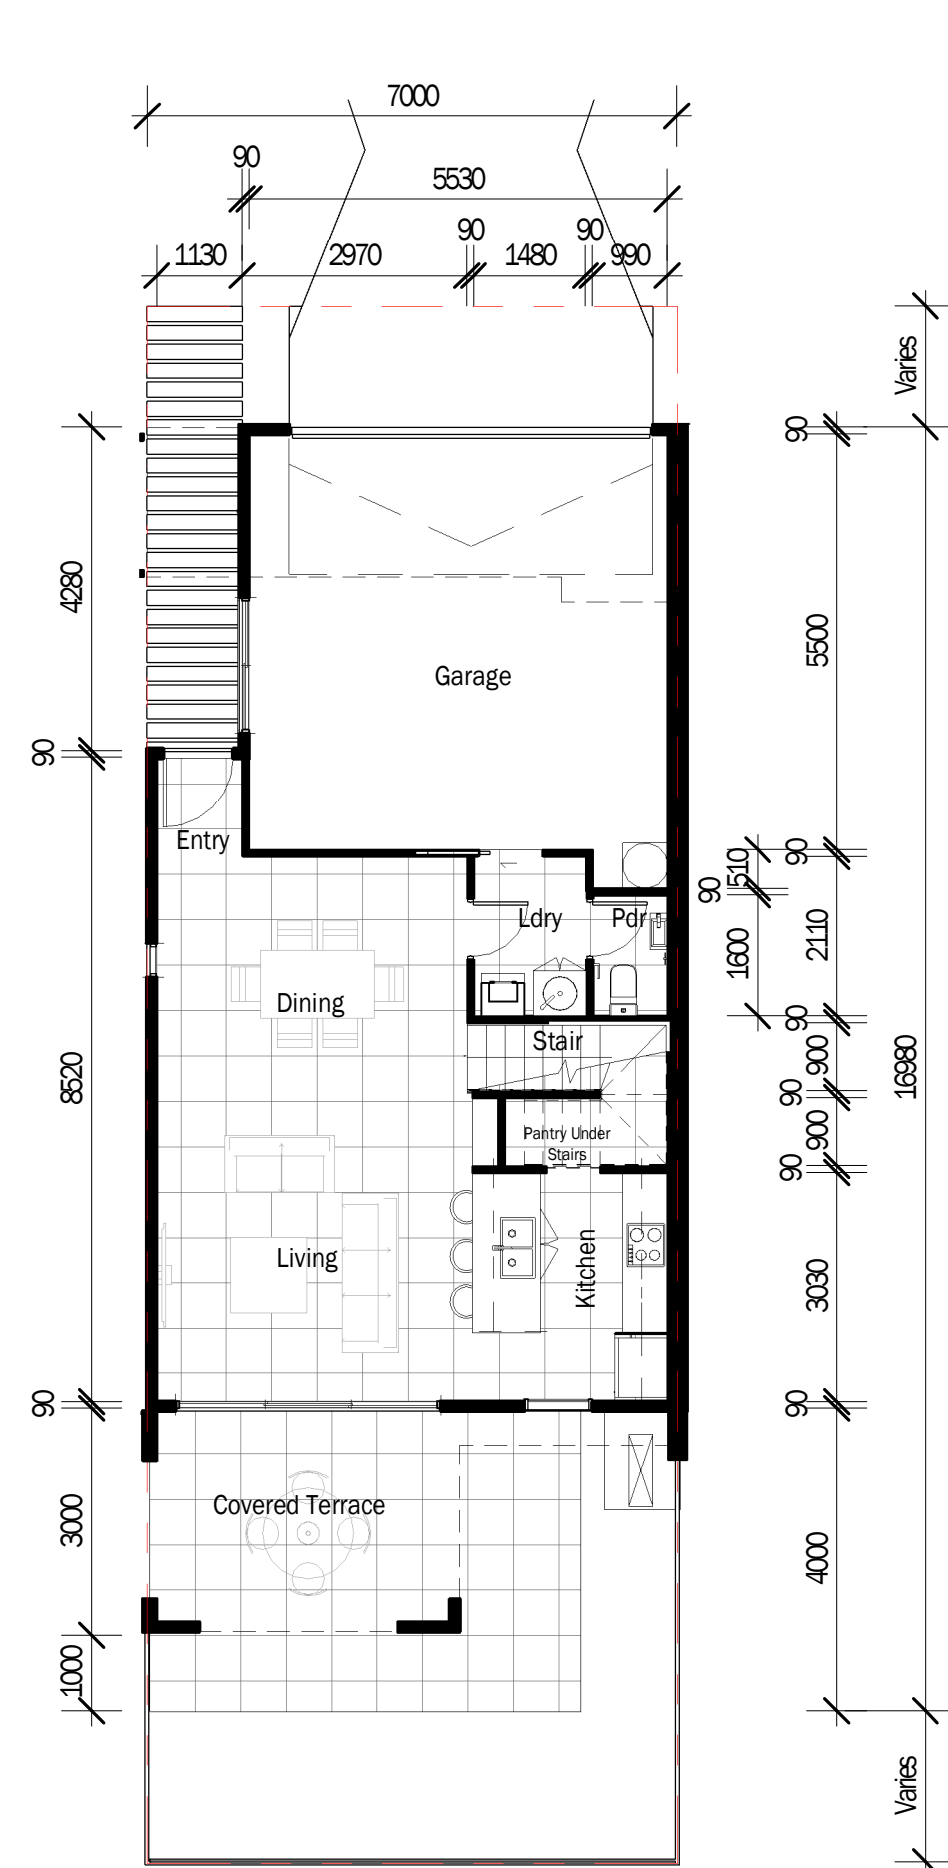 7000
90
5530
90
90
1130
2970
1480
990
Varies
90
4280
5500
Garage
90
Entry
90
510
90
Ldry
Pdr
2110
1600
Dining
90
Stair
900
16980
8520
90
Pantry Under
Stairs
900
90
Living
Kitchen
3030
90
90
Covered Terrace
3000
4000
1000
Varies